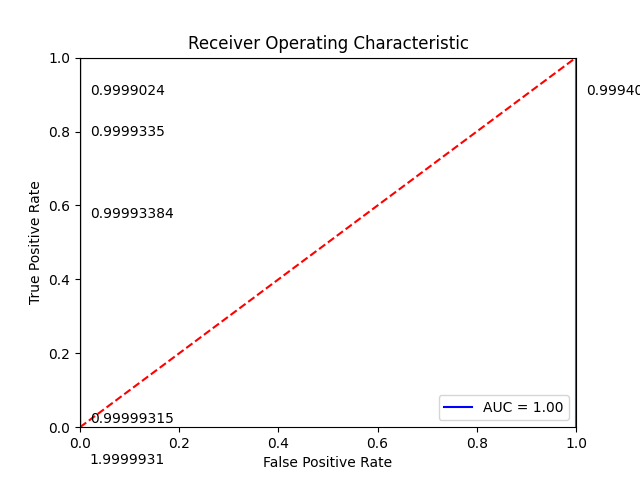 Receiver Operating Characteristic
1.0
0.9999024
0.99940
0.8
0.9999335
0.6
0.99993384
True Positive Rate
0.4
0.2
AUC = 1.00
0.99999315
0.0
0.0 0.2 0.4 0.6 0.8 1.0
1.9999931
False Positive Rate